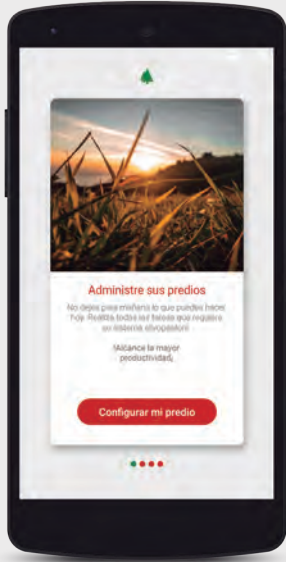 Administre sus predios
No dejes para mañana lo que puedes hacer
hoy. Realiza todas las tareas que requiera
su sistema silvopastoril
!Alcance la mayor
productividad¡
Configurar mi predio